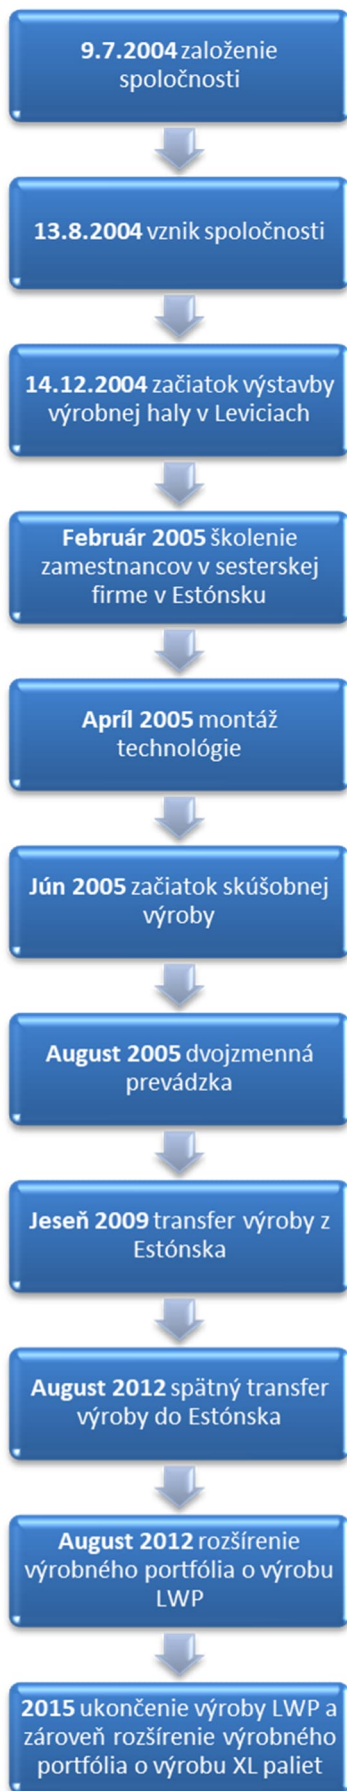 9.7.2004 založenie
spoločnosti
13.8.2004 vznik spoločnosti
14.12.2004 začiatok výstavby
výrobnej haly v Leviciach
Február 2005 školenie
zamestnancov v sesterskej
firme v Estónsku
Apríl 2005 montáž
technológie
Jún 2005 začiatok skúšobnej
výroby
August 2005 dvojzmenná
prevádzka
Jeseň 2009 transfer výroby z
Estónska
August 2012 spätný transfer
výroby do Estónska
August 2012 rozšírenie
výrobného portfólia o výrobu
LWP
2015 ukončenie výroby LWP a
zároveň rozšírenie výrobného
portfólia o výrobu XL paliet